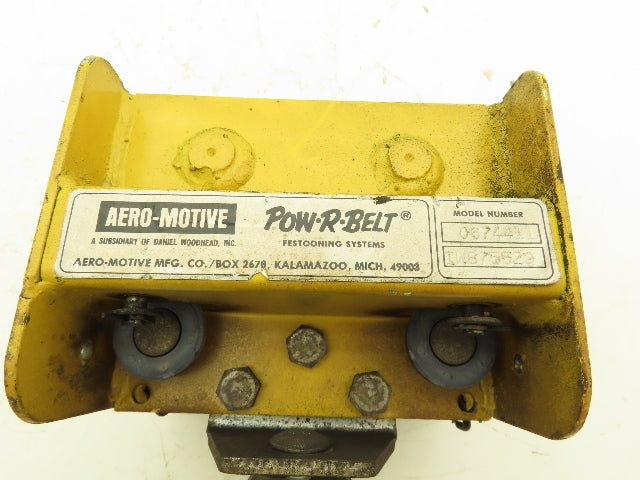 AERO-MOTIVE
A SUBSIDIARY OF DANIEL WOODHEAD, INC.
POW·R·BELT®
FESTOONING SYSTEMS
AERO-MOTIVE MFG. CO./BOX 2678, KALAMAZOO, MICH. 49003
MODEL NUMBER